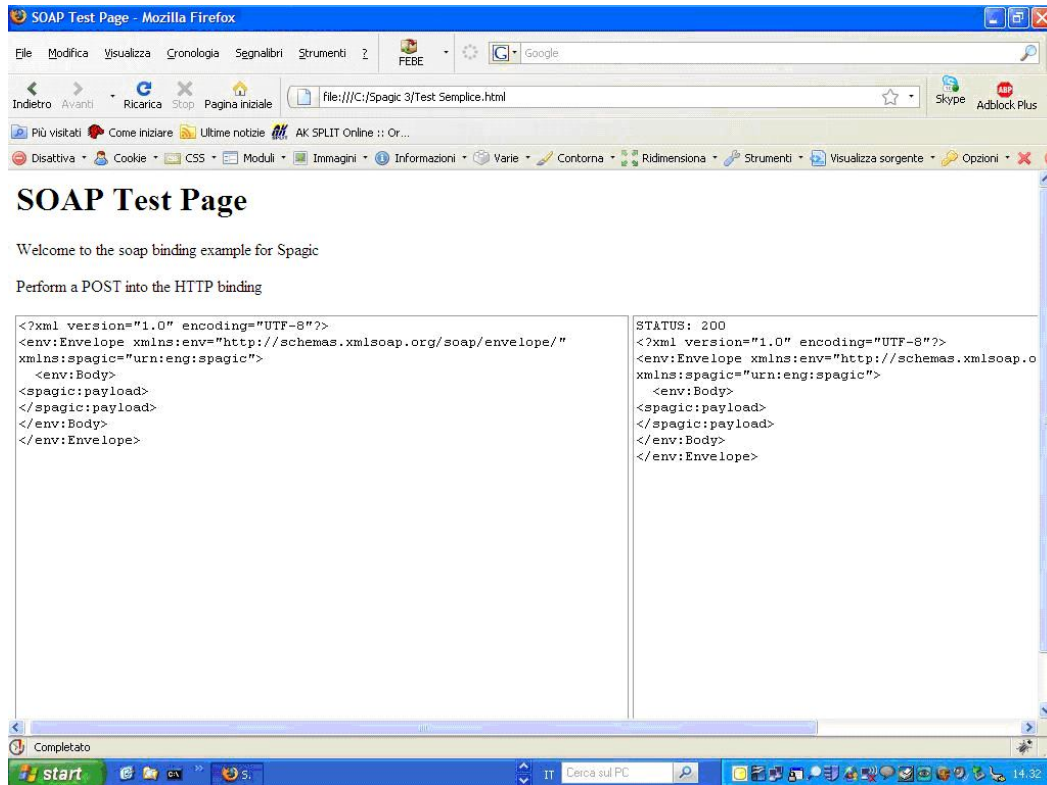 SOAP Test Page - Mozilla Firefox
File Modifica Visualizza Cronologia Segnalibri Strumenti ? FEBE G Google
Indietro Avanti Ricarica Stop Pagina iniziale file:///C:/Spagic 3/Test Semplice.html Skype ABP Adblock Plus
Più visitati Come iniziare Ultime notizie AK SPLIT Online :: Or...
Disattiva Cookie CSS Moduli Immagini Informazioni Varie Contorna Ridimensiona Strumenti Visualizza sorgente Opzioni
SOAP Test Page
Welcome to the soap binding example for Spagic
Perform a POST into the HTTP binding
<?xml version="1.0" encoding="UTF-8"?>
<env:Envelope xmlns:env="http://schemas.xmlsoap.org/soap/envelope/"
xmlns:spagic="urn:eng:spagic">
<env:Body>
<spagic:payload>
</spagic:payload>
</env:Body>
</env:Envelope>
STATUS: 200
<?xml version="1.0" encoding="UTF-8"?>
<env:Envelope xmlns:env="http://schemas.xmlsoap.o
xmlns:spagic="urn:eng:spagic">
<env:Body>
<spagic:payload>
</spagic:payload>
</env:Body>
</env:Envelope>
Completato
start S. IT Cerca sul PC 14.32